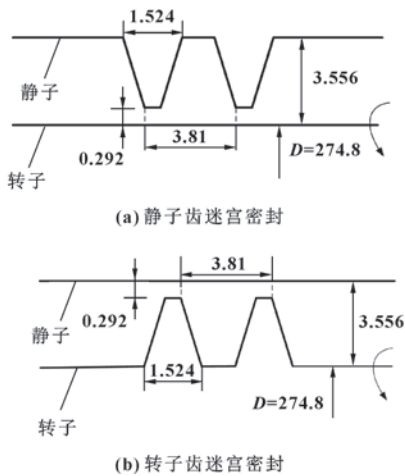 1.524
静子
3.556
0.292
3.81
转子
D=274.8
(a) 静子齿迷宫密封
3.81
静子
0.292
3.556
1.524
转子
D=274.8
(b) 转子齿迷宫密封